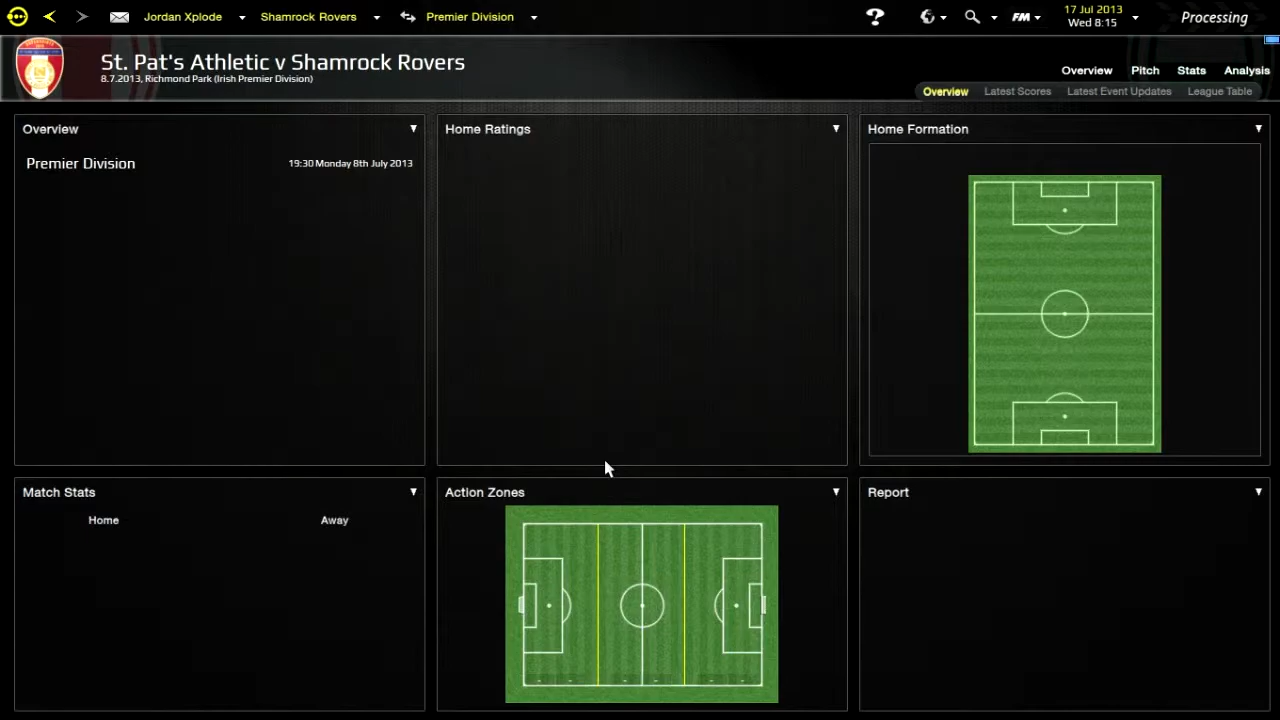 Jordan Xplode Shamrock Rovers Premier Division ? FM 17 Jul 2013 Processing
Wed 8:15
St. Pat's Athletic v Shamrock Rovers
8.7.2013, Richmond Park (Irish Premier Division)
Overview Pitch Stats Analysis
Overview Latest Scores Latest Event Updates League Table
Overview
Premier Division 19:30 Monday 8th July 2013
Home Ratings
Home Formation
Match Stats
Home Away
Action Zones
Report